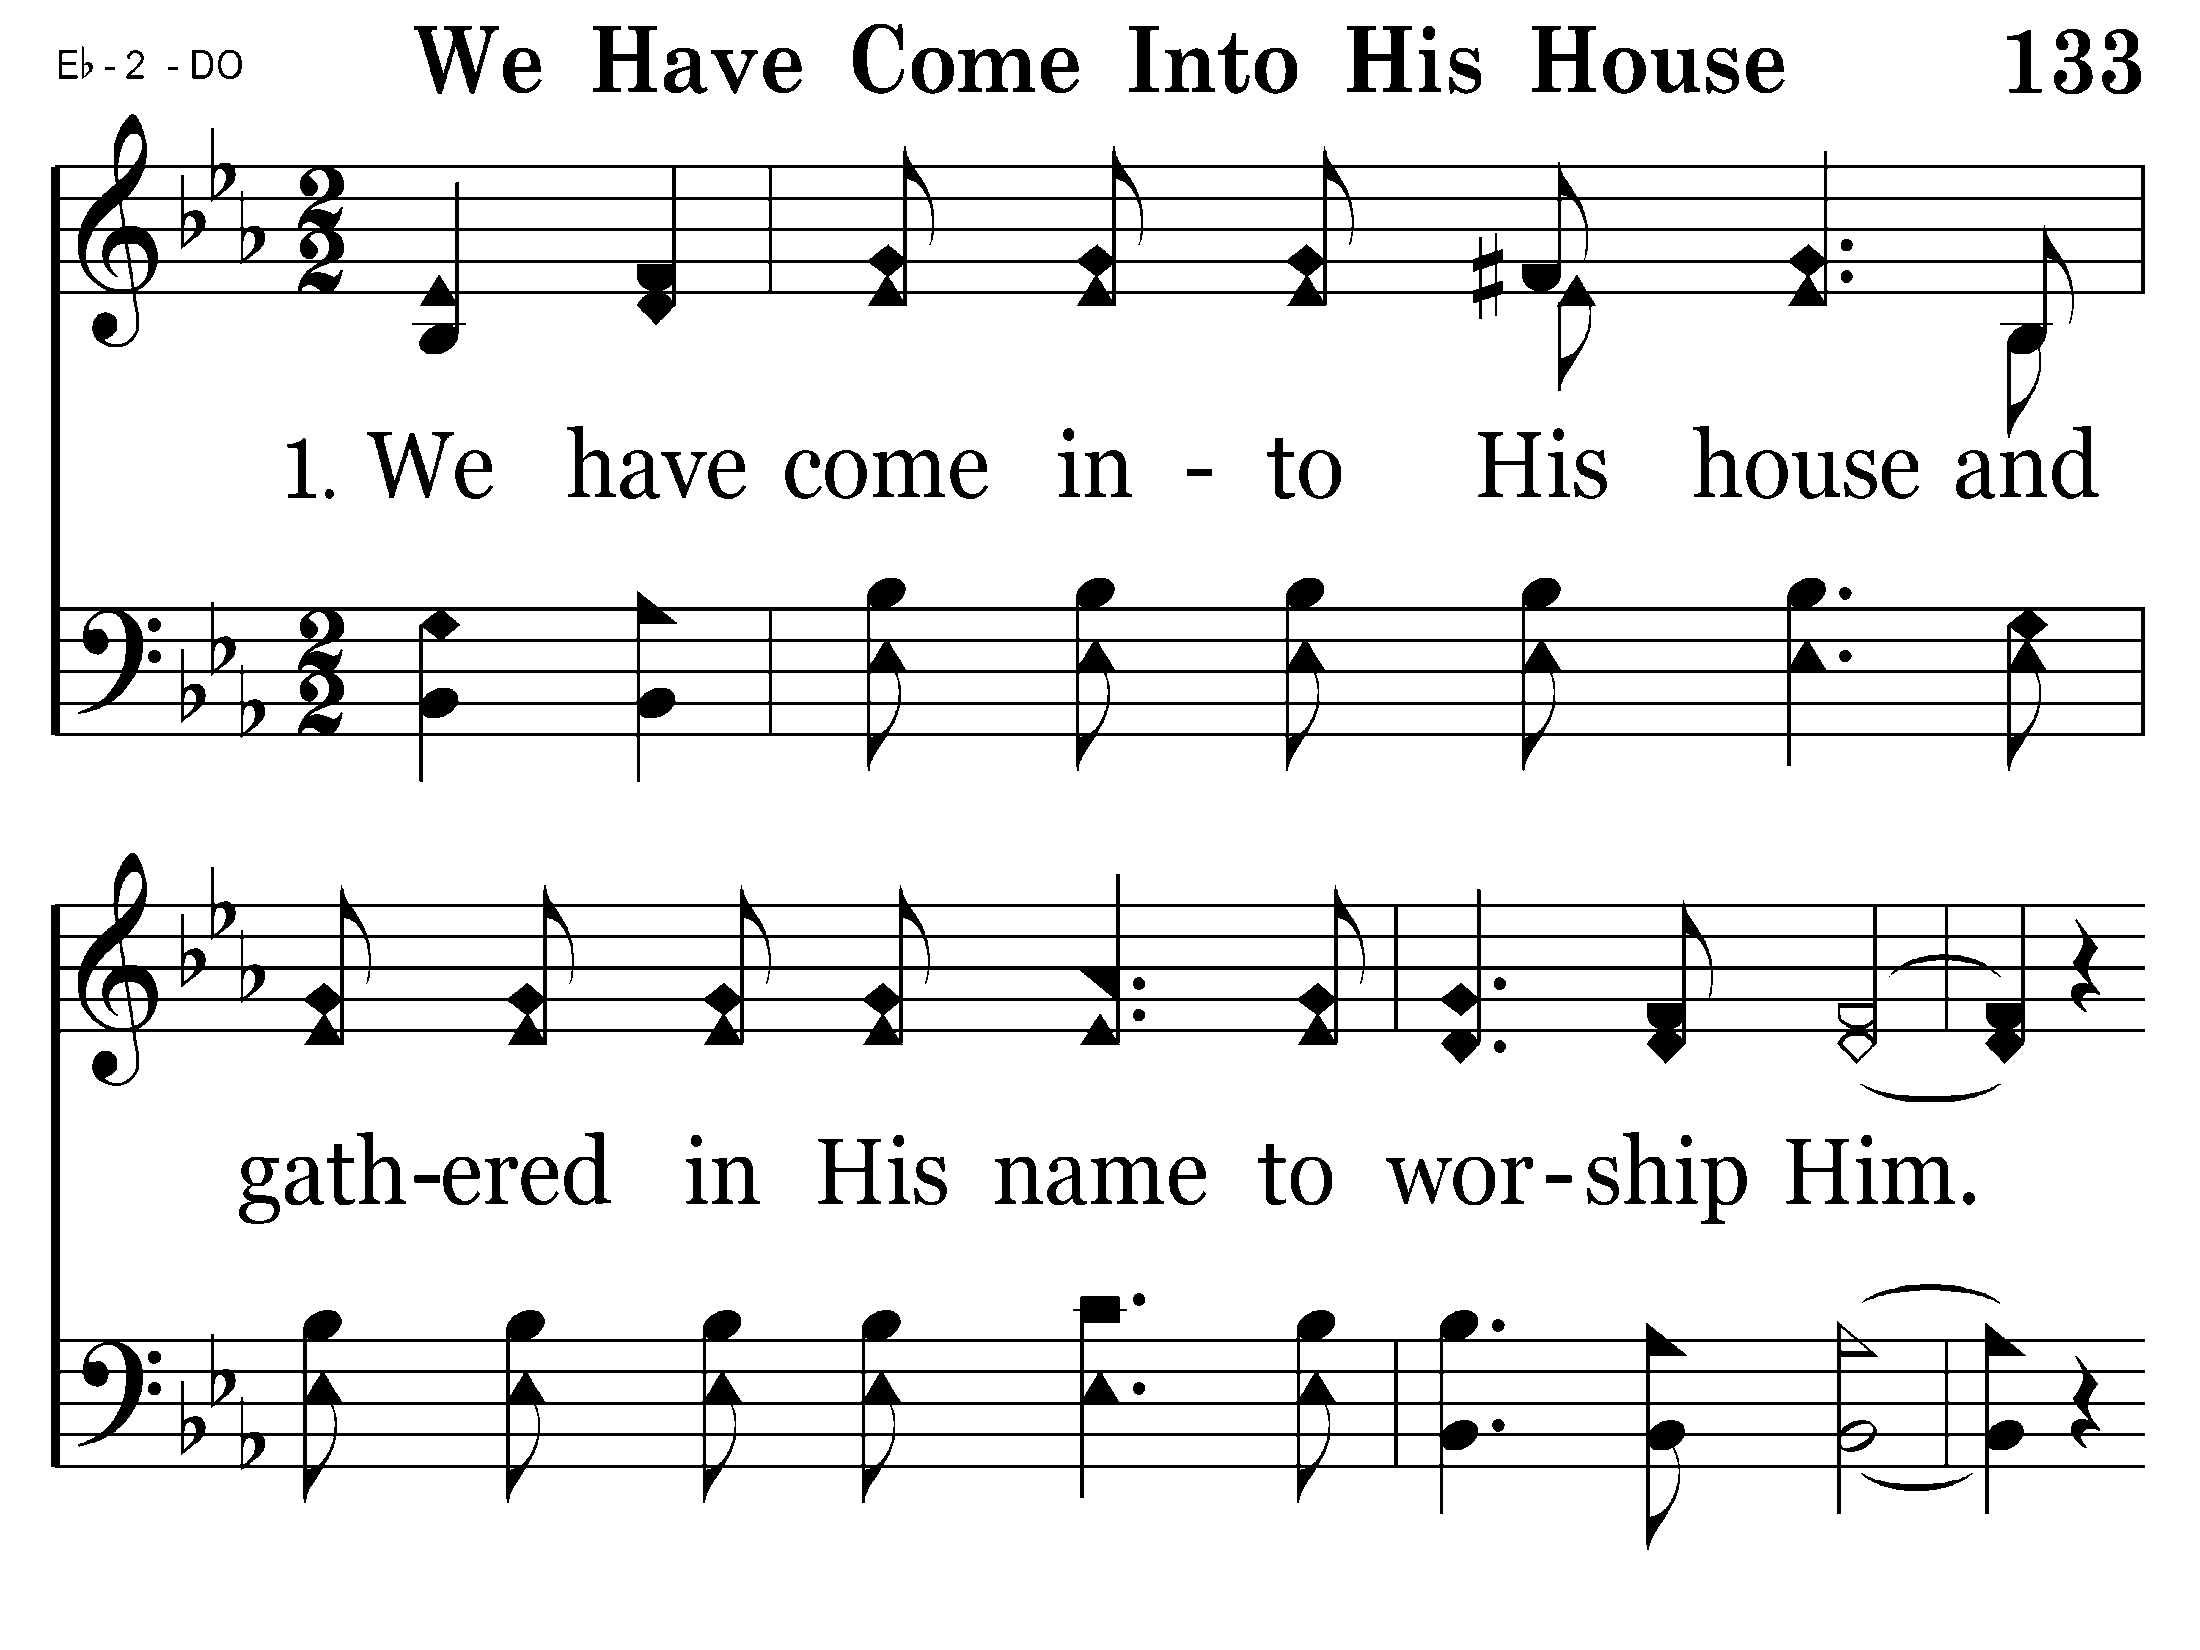 E♭ - 2 - DO We Have Come Into His House 133
1. We have come in - to His house and
gath-ered in His name to wor-ship Him.